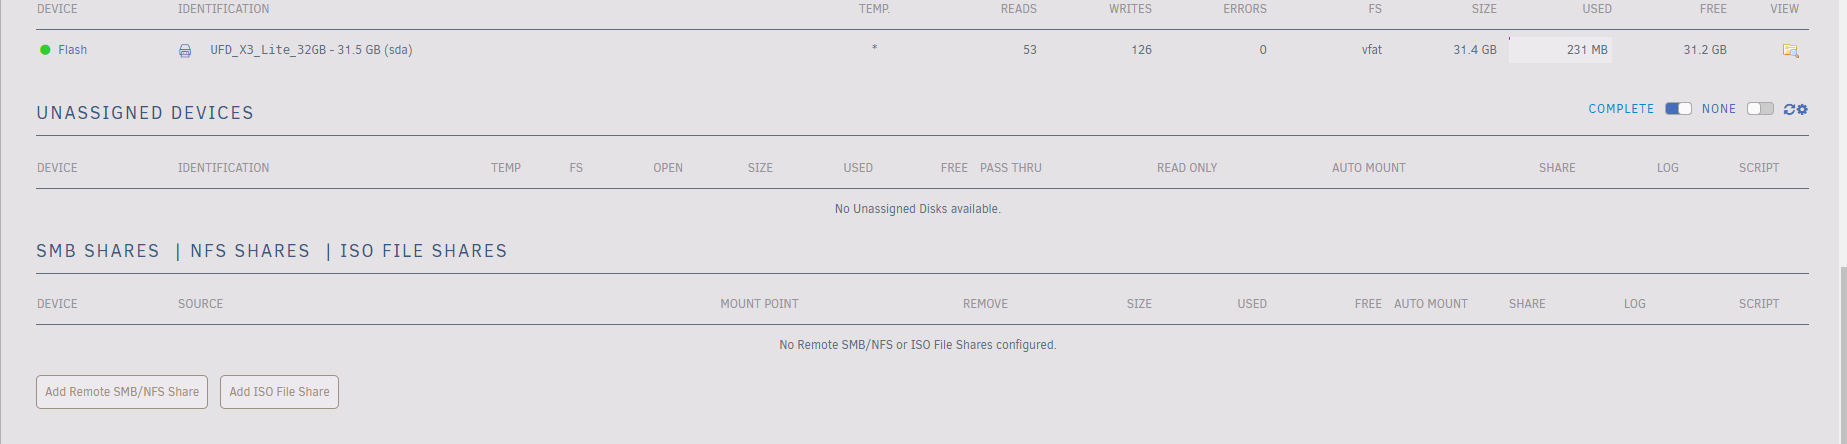 DEVICE IDENTIFICATION TEMP. READS WRITES ERRORS FS SIZE USED FREE VIEW
Flash UFD_X3_Lite_32GB - 31.5 GB (sda) * 53 126 0 vfat 31.4 GB 231 MB 31.2 GB
UNASSIGNED DEVICES COMPLETE NONE
DEVICE IDENTIFICATION TEMP FS OPEN SIZE USED FREE PASS THRU READ ONLY AUTO MOUNT SHARE LOG SCRIPT
No Unassigned Disks available.
SMB SHARES | NFS SHARES | ISO FILE SHARES
DEVICE SOURCE MOUNT POINT REMOVE SIZE USED FREE AUTO MOUNT SHARE LOG SCRIPT
No Remote SMB/NFS or ISO File Shares configured.
Add Remote SMB/NFS Share Add ISO File Share